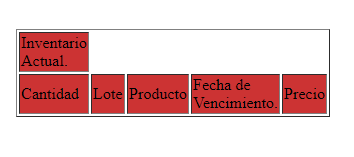 Inventario
Actual.
Cantidad Lote Producto Fecha de
Vencimiento. Precio